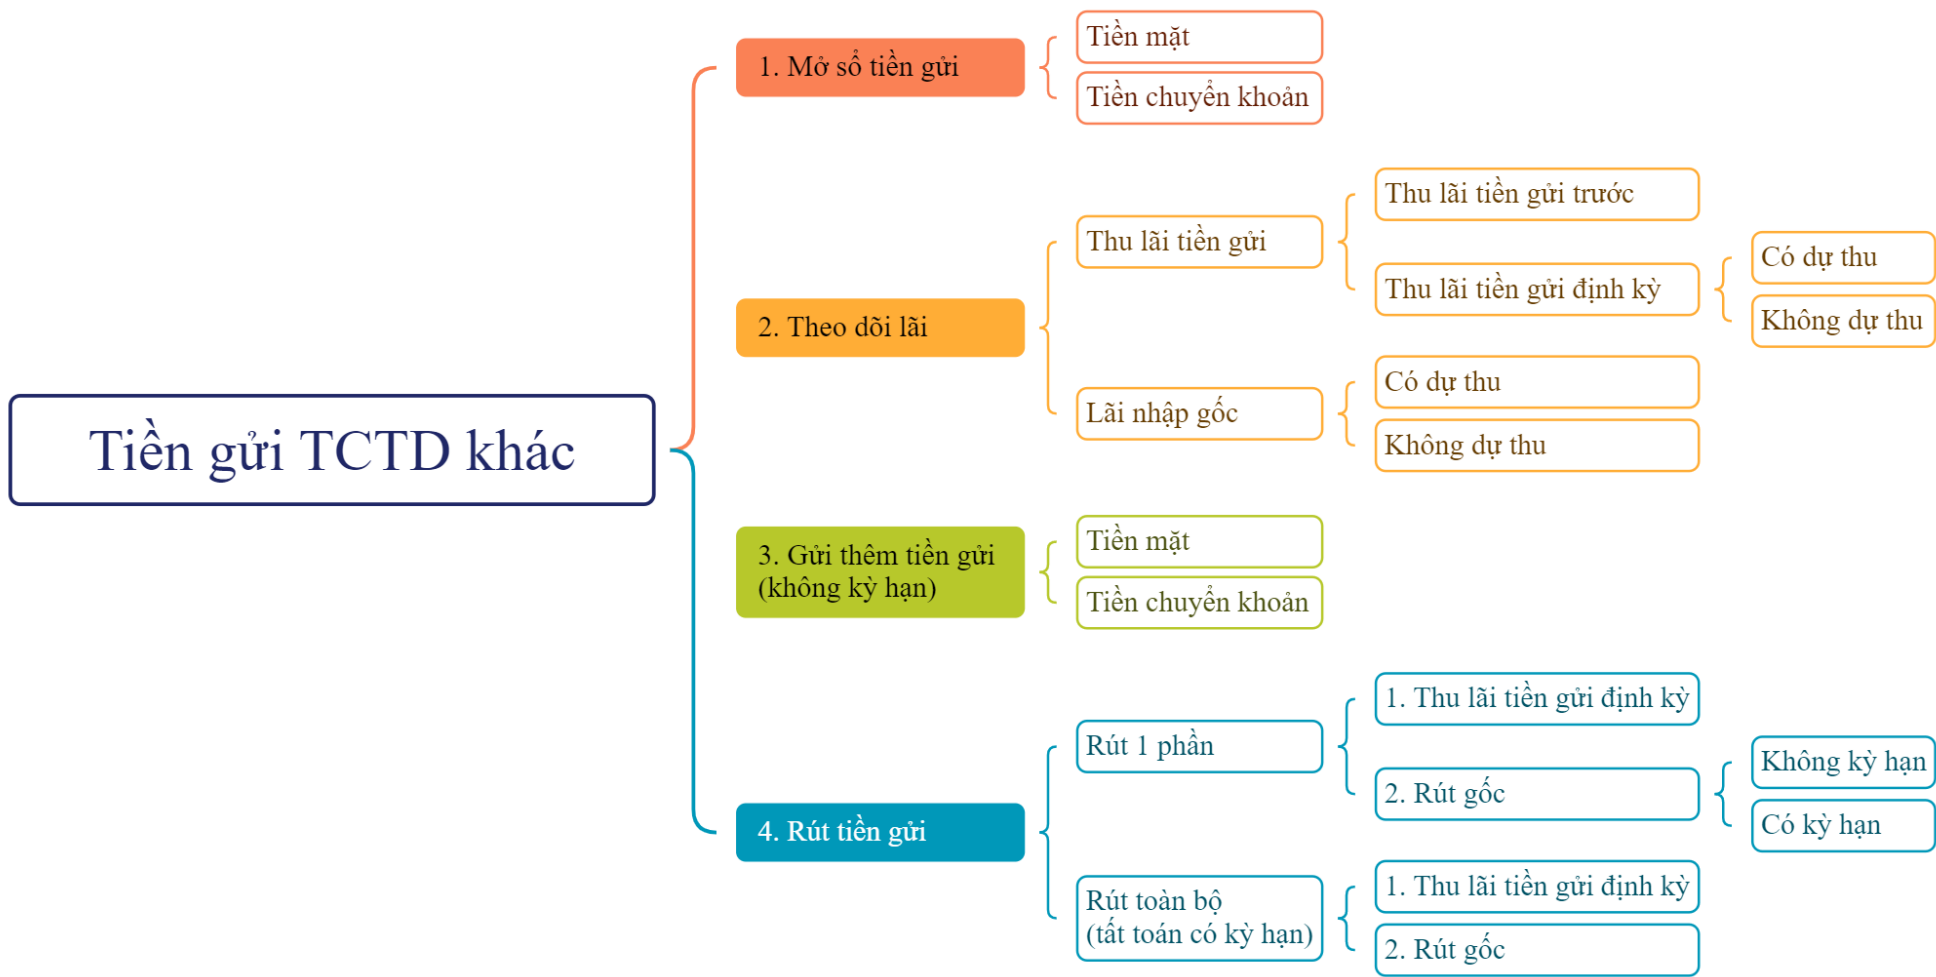 Tiền gửi TCTD khác
1. Mở sổ tiền gửi
Tiền mặt
Tiền chuyển khoản
2. Theo dõi lãi
Thu lãi tiền gửi
Thu lãi tiền gửi trước
Thu lãi tiền gửi định kỳ
Có dự thu
Không dự thu
Lãi nhập gốc
Có dự thu
Không dự thu
3. Gửi thêm tiền gửi
(không kỳ hạn)
Tiền mặt
Tiền chuyển khoản
4. Rút tiền gửi
Rút 1 phần
1. Thu lãi tiền gửi định kỳ
2. Rút gốc
Không kỳ hạn
Có kỳ hạn
Rút toàn bộ
(tất toán có kỳ hạn)
1. Thu lãi tiền gửi định kỳ
2. Rút gốc